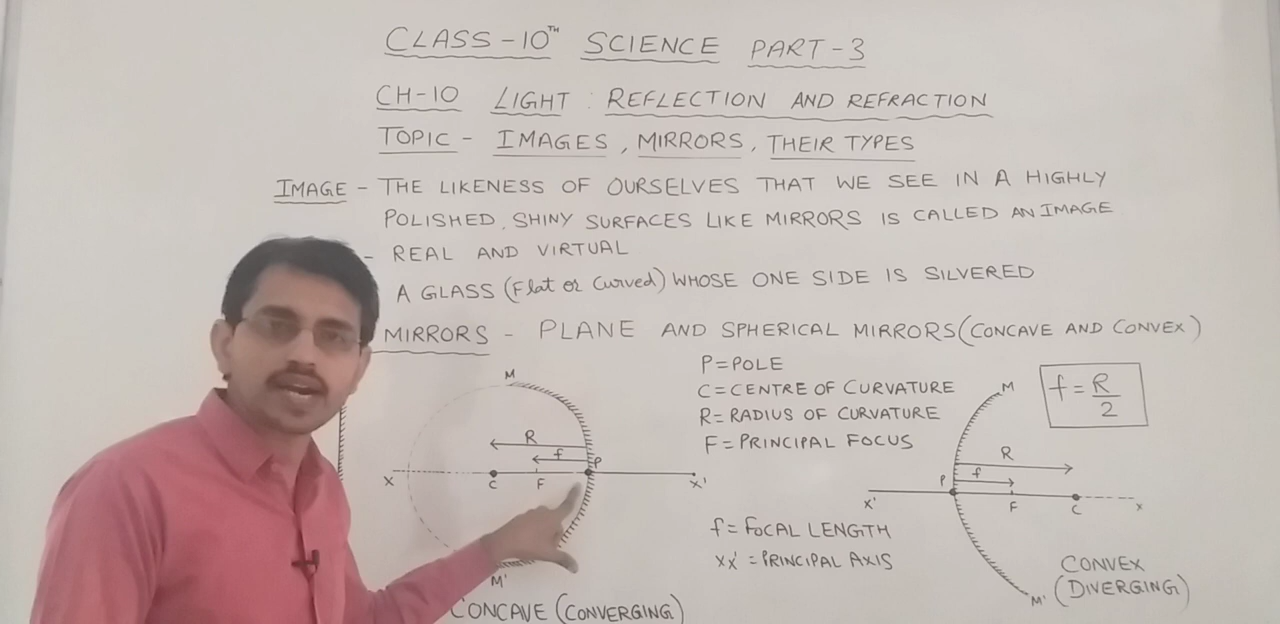 CLASS-10TH SCIENCE PART-3
CH-10 LIGHT : REFLECTION AND REFRACTION
TOPIC - IMAGES, MIRRORS, THEIR TYPES
IMAGE - THE LIKENESS OF OURSELVES THAT WE SEE IN A HIGHLY
POLISHED, SHINY SURFACES LIKE MIRRORS IS CALLED AN IMAGE
- REAL AND VIRTUAL
A GLASS (Flat or Curved) WHOSE ONE SIDE IS SILVERED
MIRRORS - PLANE AND SPHERICAL MIRRORS (CONCAVE AND CONVEX)
M
R
f
P
X
C
F
X'
M'
CONCAVE (CONVERGING)
P=POLE
C=CENTRE OF CURVATURE
R=RADIUS OF CURVATURE
F=PRINCIPAL FOCUS
f=FOCAL LENGTH
XX'=PRINCIPAL AXIS
f=R/2
M
R
f
P
X'
F
C
X
M'
CONVEX
(DIVERGING)